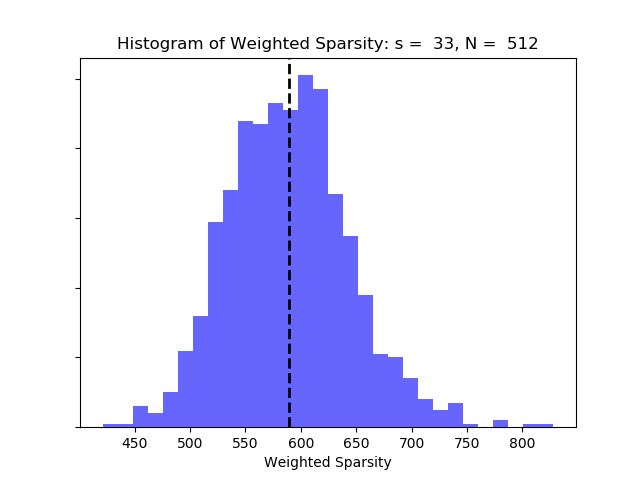 Histogram of Weighted Sparsity: s =  33, N =  512
450 500 550 600 650 700 750 800
Weighted Sparsity